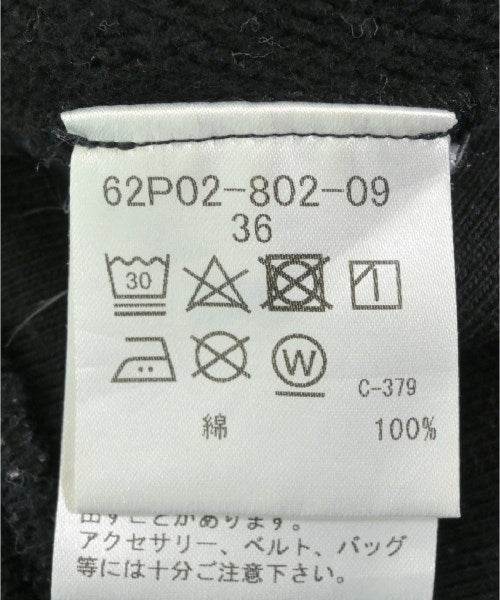 62P02-802-09
36
30
W
C-379
綿 100%
出すことがあります。
アクセサリー、ベルト、バッグ
等には十分ご注意下さい。